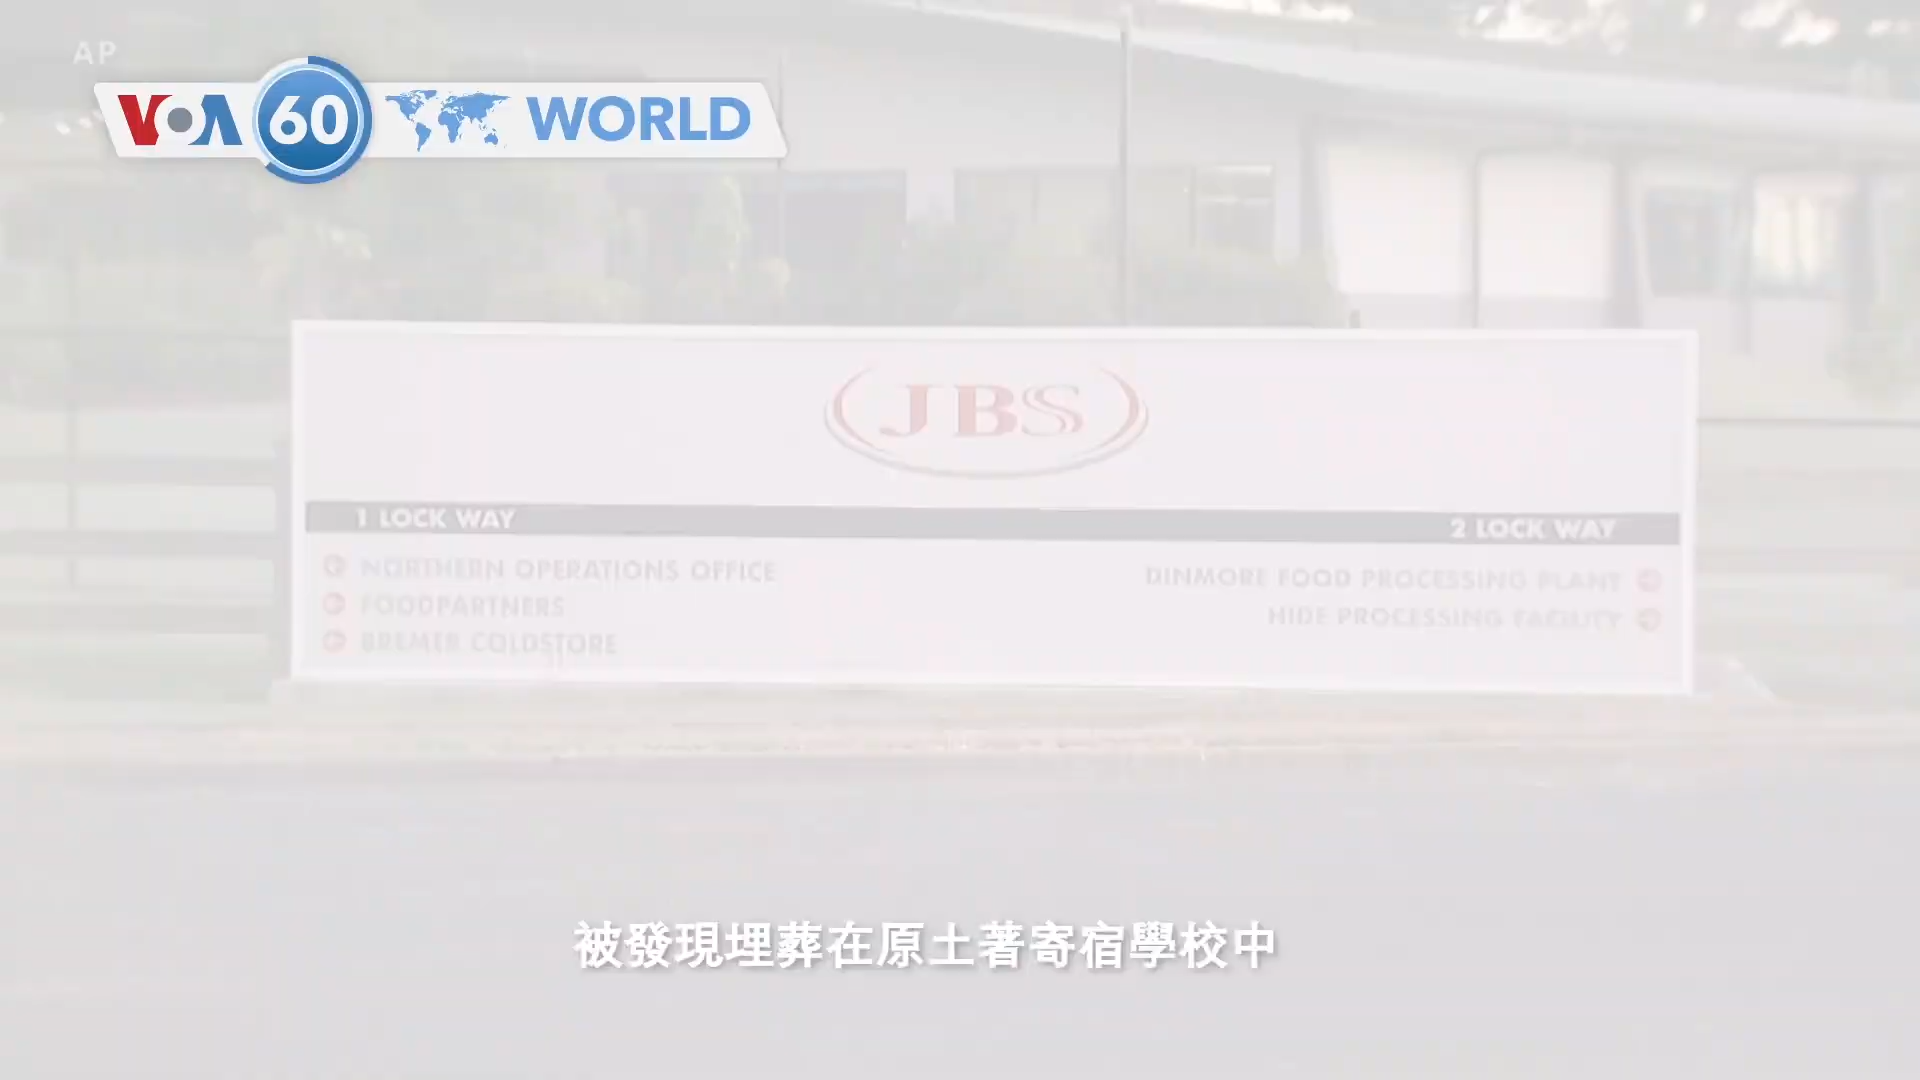 AP
VOA 60 WORLD
JBS
1 LOCK WAY
2 LOCK WAY
NORTHERN OPERATIONS OFFICE
FOODPARTNERS
BREMER COLDSTORE
DINMORE FOOD PROCESSING PLANT
HIDE PROCESSING FACILITY
被發現埋葬在原土著寄宿學校中